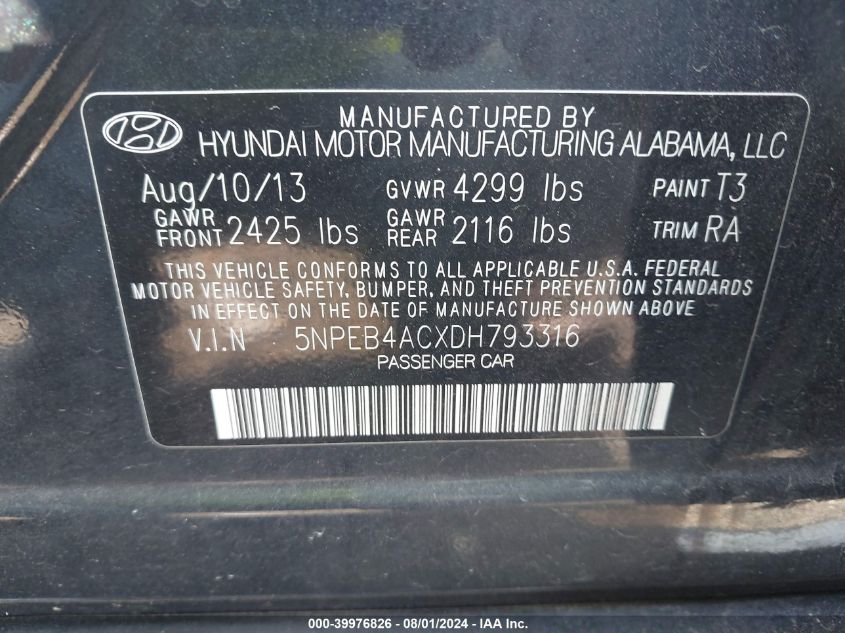 MANUFACTURED BY
HYUNDAI MOTOR MANUFACTURING ALABAMA, LLC
Aug/10/13 GVWR 4299 lbs PAINT T3
GAWR FRONT 2425 lbs GAWR REAR 2116 lbs TRIM RA
THIS VEHICLE CONFORMS TO ALL APPLICABLE U.S.A. FEDERAL
MOTOR VEHICLE SAFETY, BUMPER, AND THEFT PREVENTION STANDARDS
IN EFFECT ON THE DATE OF MANUFACTURE SHOWN ABOVE
V.I.N 5NPEB4ACXDH793316
PASSENGER CAR
000-39976826 - 08/01/2024 - IAA Inc.